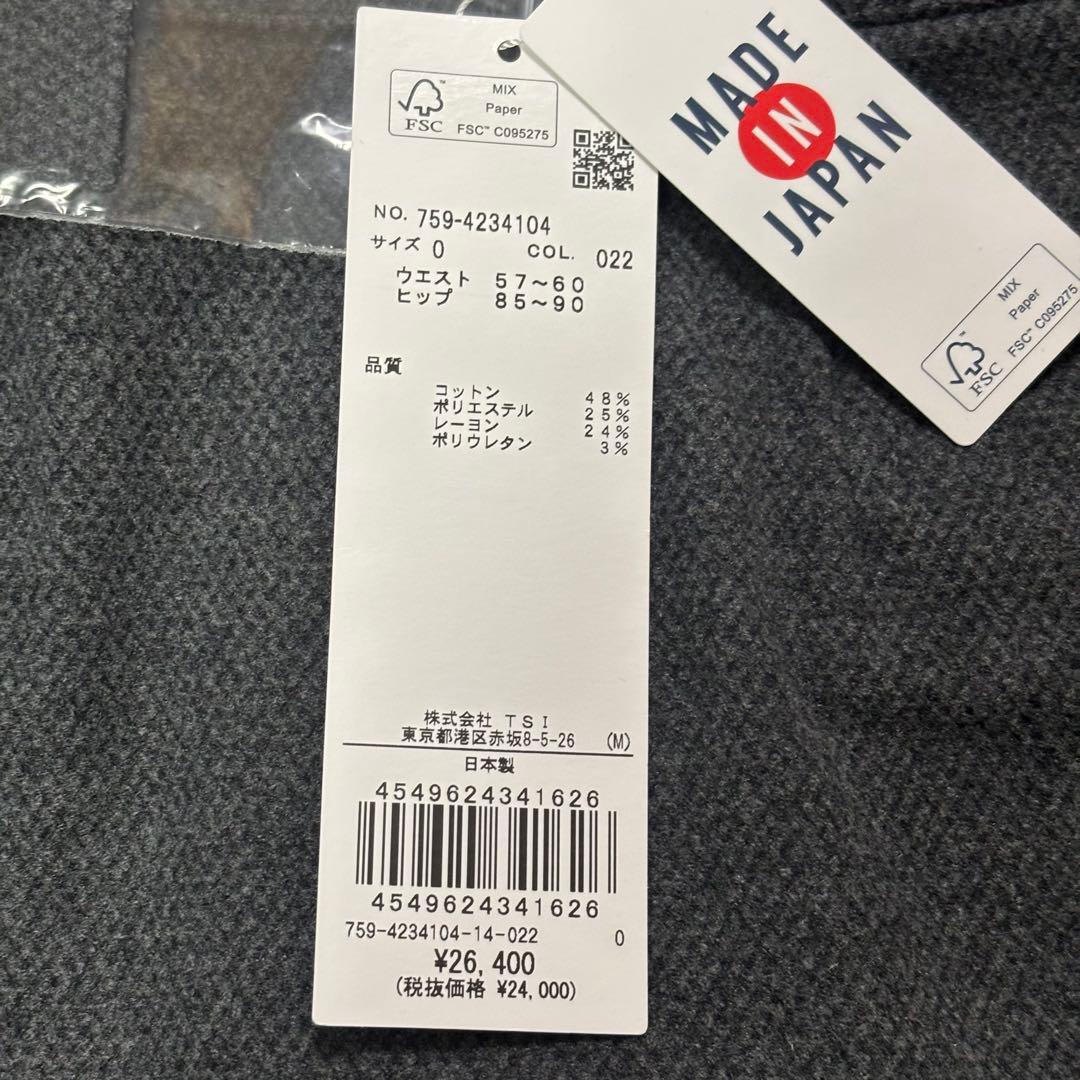 MIX
Paper
FSC™ C095275
FSC
NO. 759-4234104
サイズ 0 COL. 022
ウエスト 57～60
ヒップ 85～90
品質
コットン 48%
ポリエステル 25%
レーヨン 24%
ポリウレタン 3%
株式会社 TSI
東京都港区赤坂8-5-26 (M)
日本製
4549624341626
4549624341626
759-4234104-14-022 0
¥26,400
(税抜価格 ¥24,000)
MADE
IN
JAPAN
MIX
Paper
FSC™ C095275
FSC